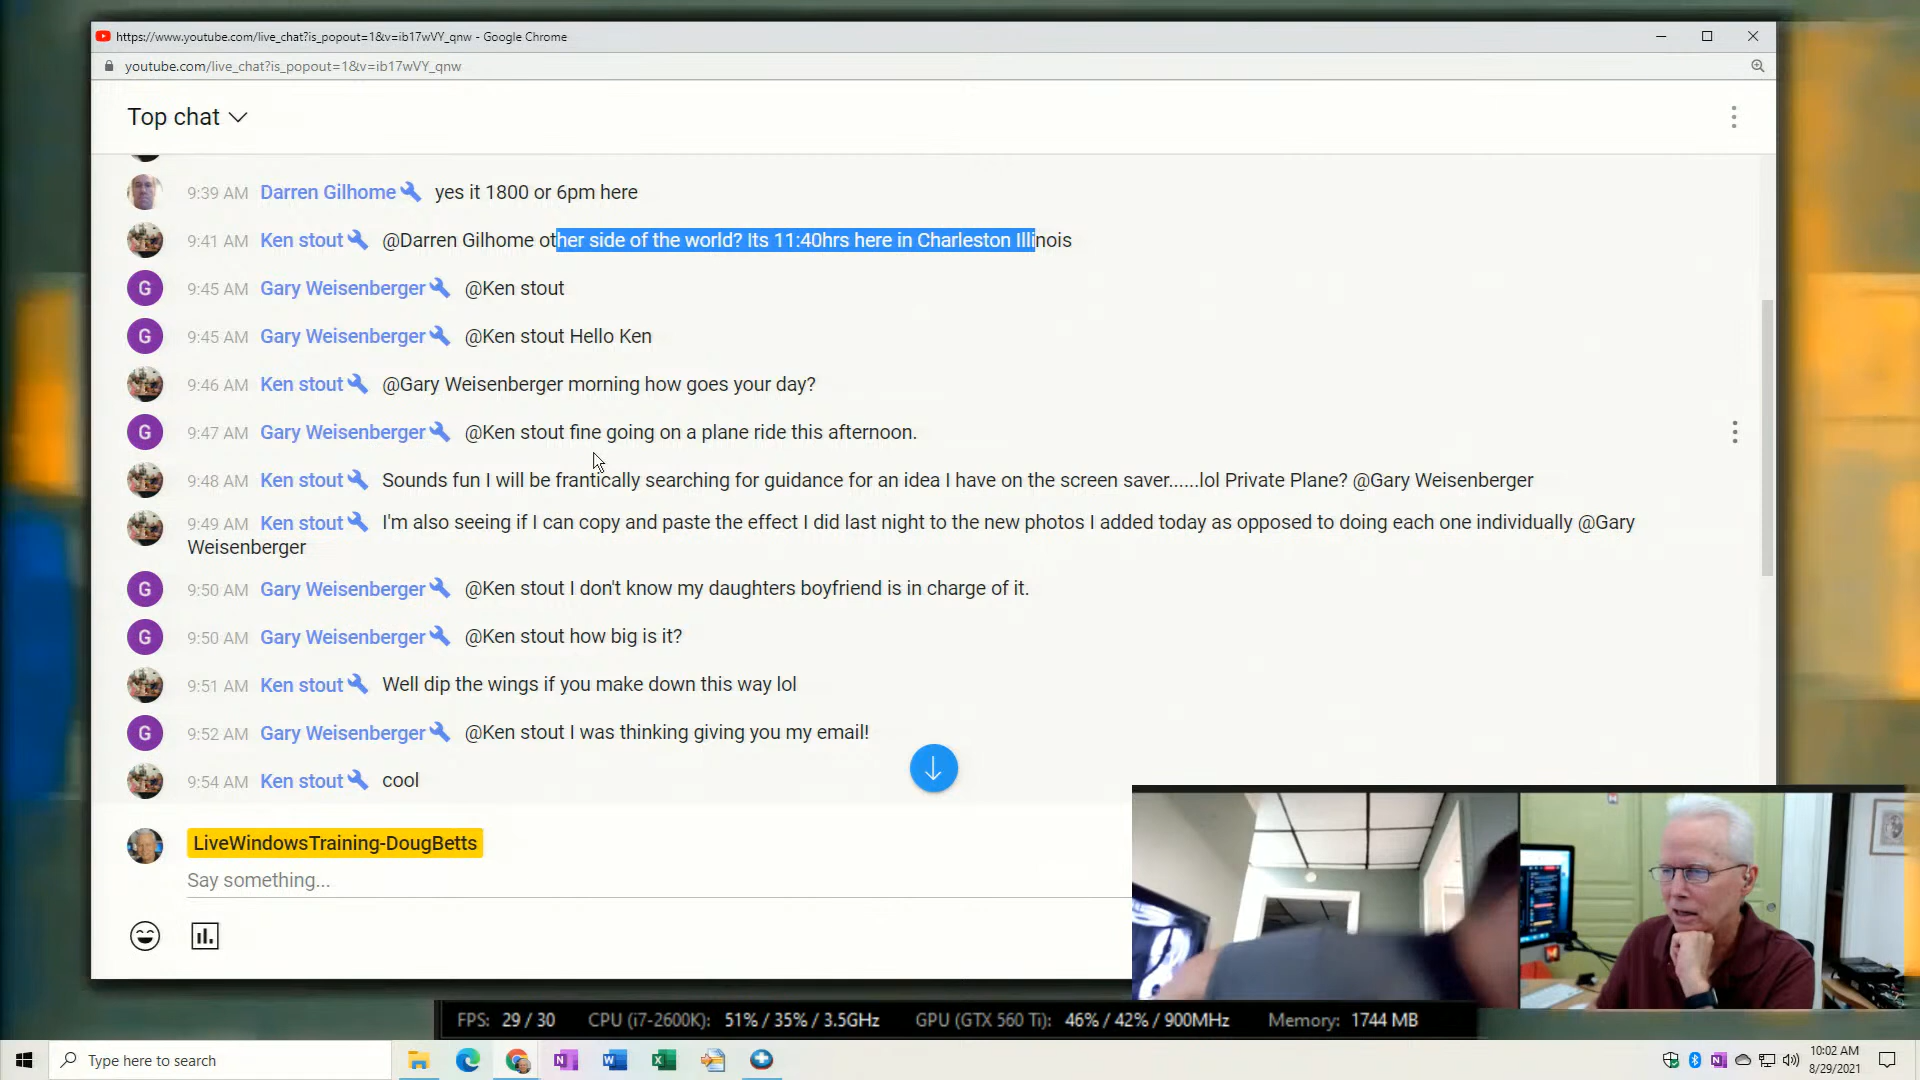 https://www.youtube.com/live_chat?is_popout=1&v=ib17wVY_qnw - Google Chrome
youtube.com/live_chat?is_popout=1&v=ib17wVY_qnw
Top chat
9:39 AM Darren Gilhome yes it 1800 or 6pm here
9:41 AM Ken stout @Darren Gilhome other side of the world? Its 11:40hrs here in Charleston Illinois
G 9:45 AM Gary Weisenberger @Ken stout
G 9:45 AM Gary Weisenberger @Ken stout Hello Ken
9:46 AM Ken stout @Gary Weisenberger morning how goes your day?
G 9:47 AM Gary Weisenberger @Ken stout fine going on a plane ride this afternoon.
9:48 AM Ken stout Sounds fun I will be frantically searching for guidance for an idea I have on the screen saver......lol Private Plane? @Gary Weisenberger
9:49 AM Ken stout I'm also seeing if I can copy and paste the effect I did last night to the new photos I added today as opposed to doing each one individually @Gary
Weisenberger
G 9:50 AM Gary Weisenberger @Ken stout I don't know my daughters boyfriend is in charge of it.
G 9:50 AM Gary Weisenberger @Ken stout how big is it?
9:51 AM Ken stout Well dip the wings if you make down this way lol
G 9:52 AM Gary Weisenberger @Ken stout I was thinking giving you my email!
9:54 AM Ken stout cool
LiveWindowsTraining-DougBetts
Say something...
FPS: 29 / 30 CPU (i7-2600K): 51% / 35% / 3.5GHz GPU (GTX 560 Ti): 46% / 42% / 900MHz Memory: 1744 MB
Type here to search
10:02 AM
8/29/2021